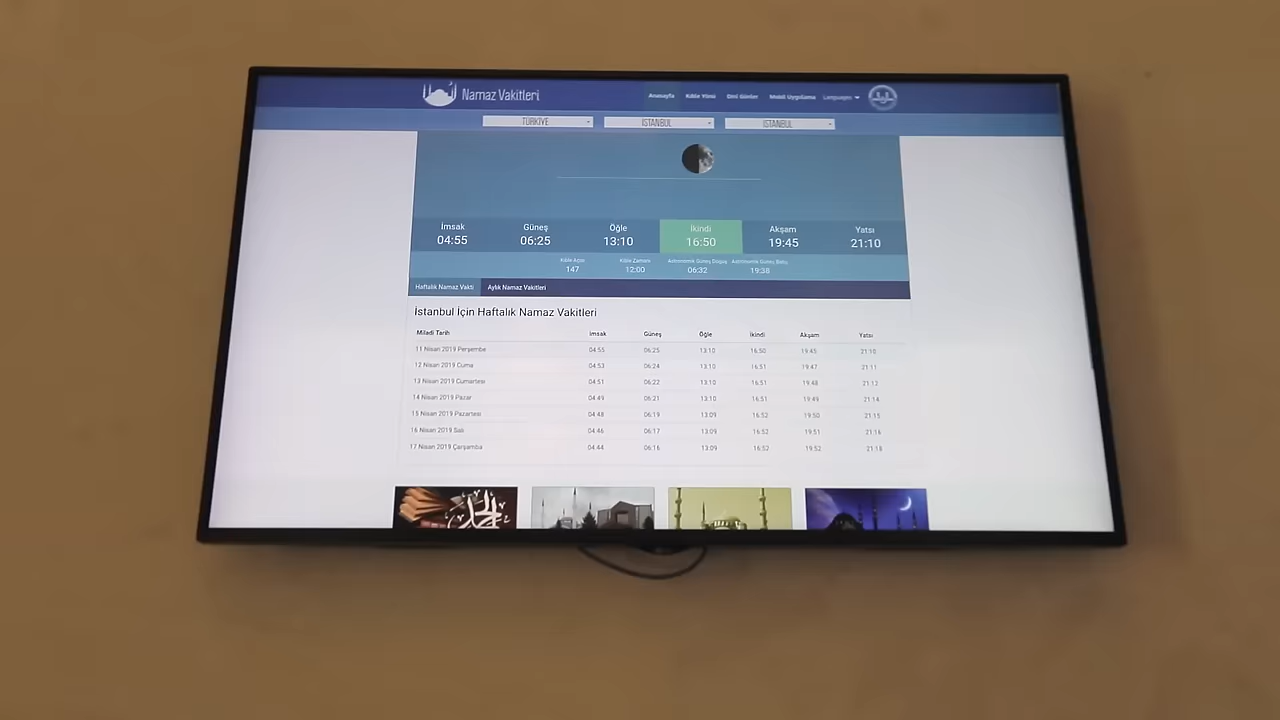 Namaz Vakitleri Anasayfa Kıble Yönü Dini Günler Mobil Uygulama Languages
TÜRKİYE İSTANBUL İSTANBUL
İmsak Güneş Öğle İkindi Akşam Yatsı
04:55 06:25 13:10 16:50 19:45 21:10
Kıble Açısı Kıble Zamanı Astronomik Güneş Doğuş Astronomik Güneş Batış
147 12:00 06:32 19:38
Haftalık Namaz Vakti Aylık Namaz Vakitleri
İstanbul İçin Haftalık Namaz Vakitleri
Miladi Tarih İmsak Güneş Öğle İkindi Akşam Yatsı
11 Nisan 2019 Perşembe 04:55 06:25 13:10 16:50 19:45 21:10
12 Nisan 2019 Cuma 04:53 06:24 13:10 16:51 19:47 21:11
13 Nisan 2019 Cumartesi 04:51 06:22 13:10 16:51 19:48 21:13
14 Nisan 2019 Pazar 04:49 06:21 13:10 16:51 19:49 21:14
15 Nisan 2019 Pazartesi 04:48 06:19 13:09 16:52 19:50 21:15
16 Nisan 2019 Salı 04:46 06:17 13:09 16:52 19:51 21:16
17 Nisan 2019 Çarşamba 04:44 06:16 13:09 16:52 19:52 21:18